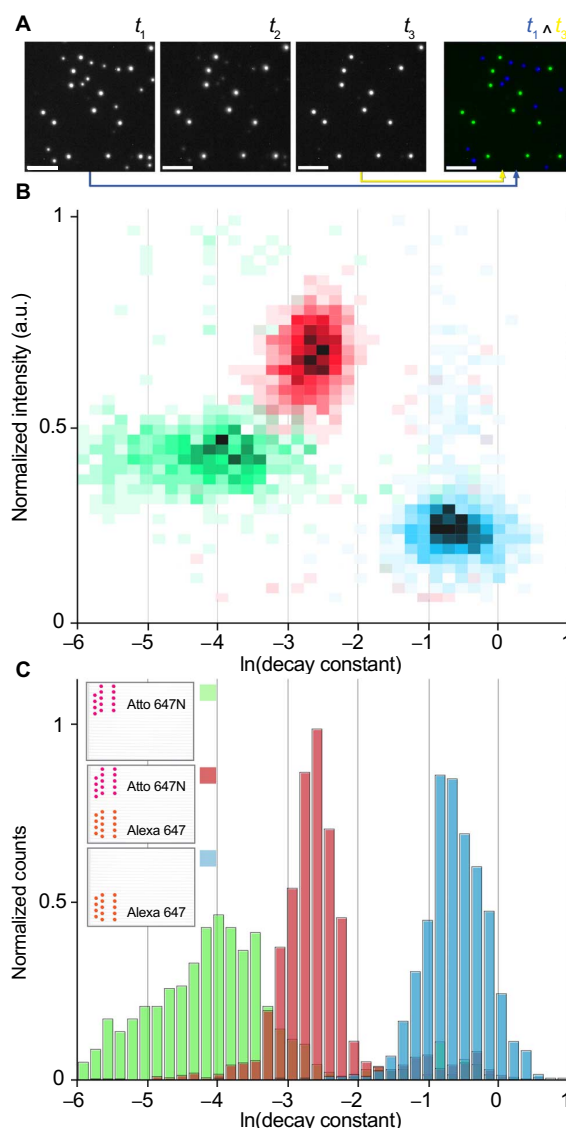 A
t1
t2
t3
t1 ∧ t3
B
Normalized intensity (a.u.)
1
0.5
0
−6
−5
−4
−3
−2
−1
0
1
ln(decay constant)
C
Normalized counts
1
0.5
0
Atto 647N
Atto 647N
Alexa 647
Alexa 647
−6
−5
−4
−3
−2
−1
0
1
ln(decay constant)